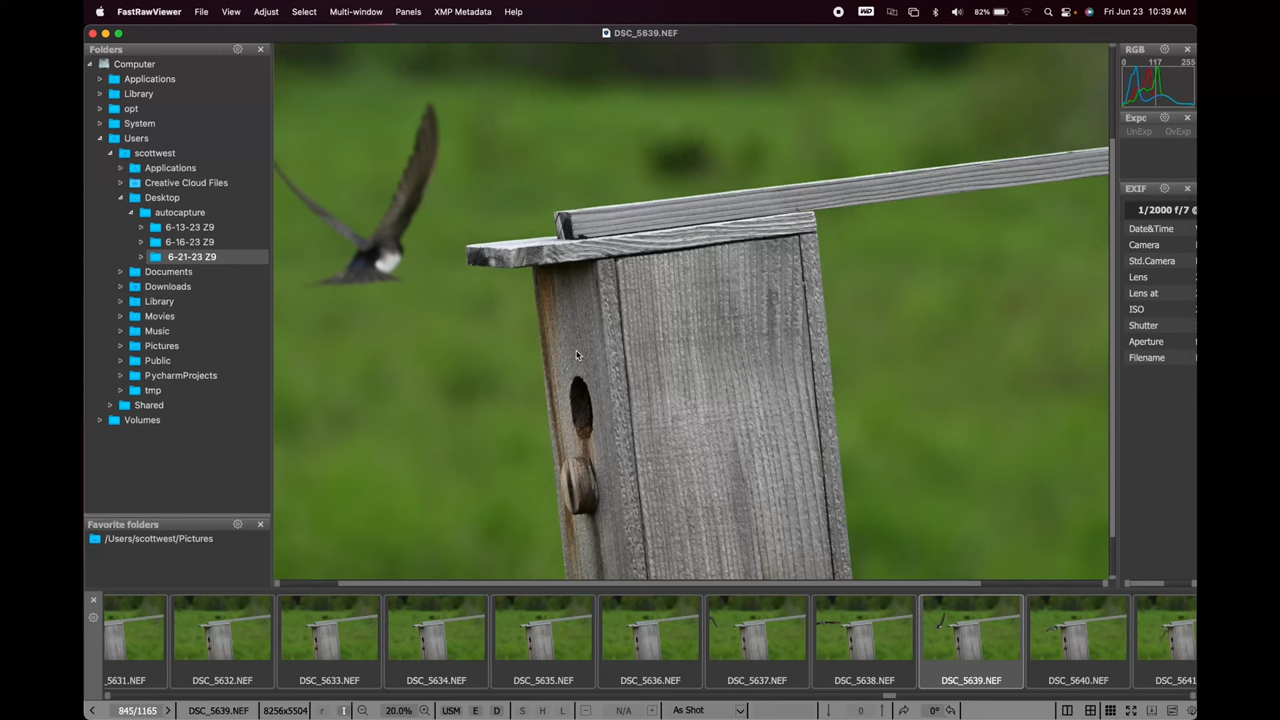 FastRawViewer File View Adjust Select Multi-window Panels XMP Metadata Help WD 82% Fri Jun 23 10:39 AM
DSC_5639.NEF
Folders
Computer
Applications
Library
opt
System
Users
scottwest
Applications
Creative Cloud Files
Desktop
autocapture
6-13-23 Z9
6-16-23 Z9
6-21-23 Z9
Documents
Downloads
Library
Movies
Music
Pictures
Public
PycharmProjects
tmp
Shared
Volumes
Favorite folders
/Users/scottwest/Pictures
RGB
0 117 255
Expc
UnExp OvExp
EXIF
1/2000 f/7
Date&Time
Camera
Std.Camera
Lens
Lens at
ISO
Shutter
Aperture
Filename
_5631.NEF DSC_5632.NEF DSC_5633.NEF DSC_5634.NEF DSC_5635.NEF DSC_5636.NEF DSC_5637.NEF DSC_5638.NEF DSC_5639.NEF DSC_5640.NEF DSC_5641
845/1165 DSC_5639.NEF 8256x5504 r I 20.0% USM E D S H L N/A As Shot 0 0°